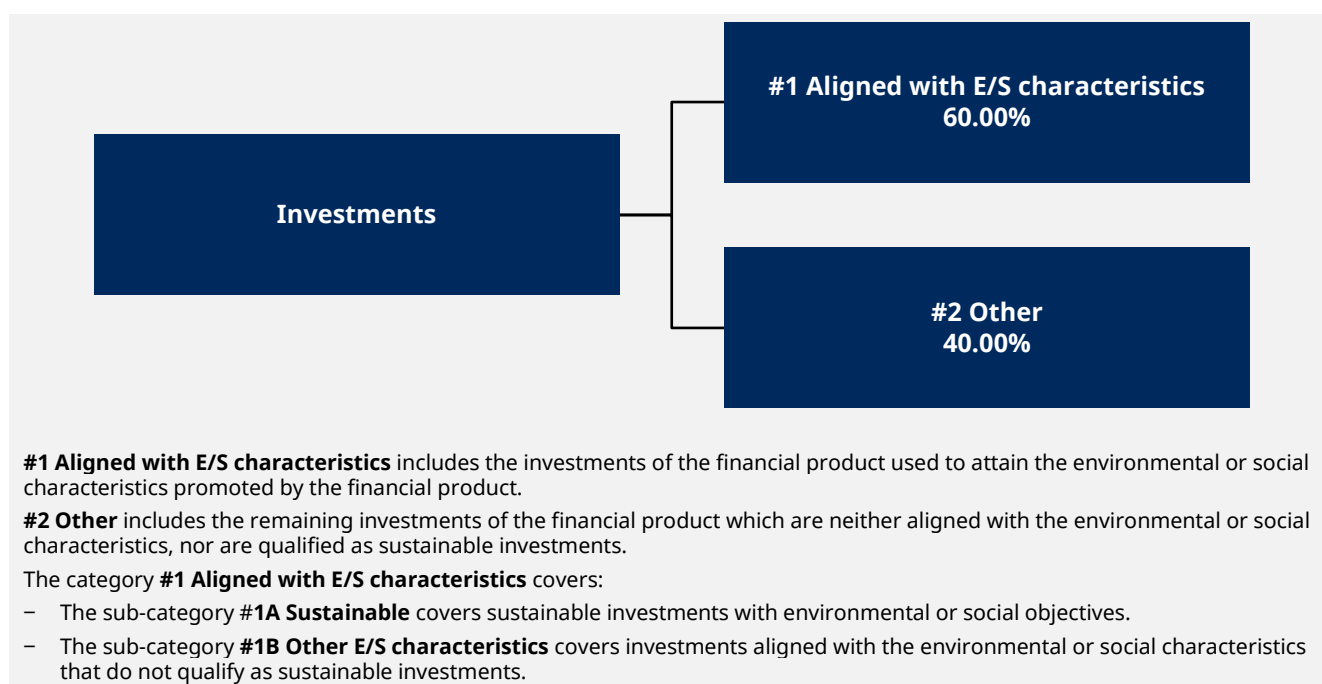 #1 Aligned with E/S characteristics
60.00%
Investments
#2 Other
40.00%
#1 Aligned with E/S characteristics includes the investments of the financial product used to attain the environmental or social
characteristics promoted by the financial product.
#2 Other includes the remaining investments of the financial product which are neither aligned with the environmental or social
characteristics, nor are qualified as sustainable investments.
The category #1 Aligned with E/S characteristics covers:
– The sub-category #1A Sustainable covers sustainable investments with environmental or social objectives.
– The sub-category #1B Other E/S characteristics covers investments aligned with the environmental or social characteristics
that do not qualify as sustainable investments.